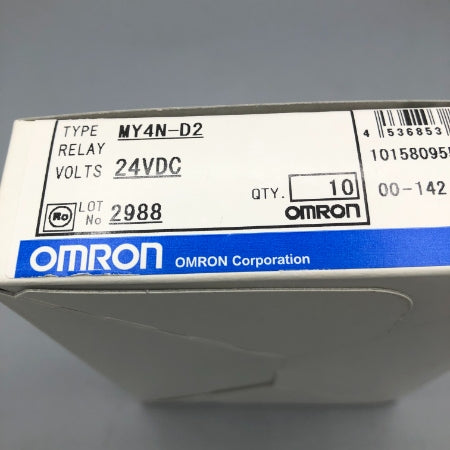 TYPE MY4N-D2
RELAY
VOLTS 24VDC
QTY. 10
LOT No 2988
OMRON
4 536853
10158095
00-142
OMRON OMRON Corporation